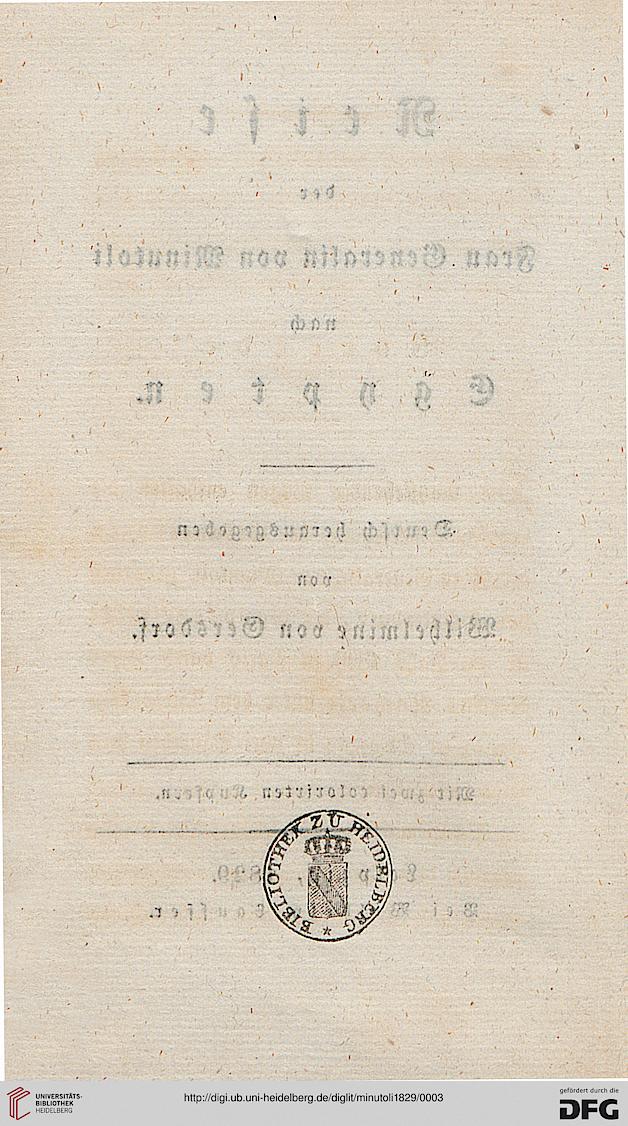 Reise
der
Frau Generalin von Minutoli
nach
Egypten.
Deutsch herausgegeben
von
Wilhelmine von Gersdorf.
Mit zwei colorirten Kupfern.
BIBLIOTHEK ZU HEIDELBERG
1829.
Bei Lauffer.
UNIVERSITÄTS-
BIBLIOTHEK
HEIDELBERG
http://digi.ub.uni-heidelberg.de/diglit/minutoli1829/0003
gefördert durch die
DFG